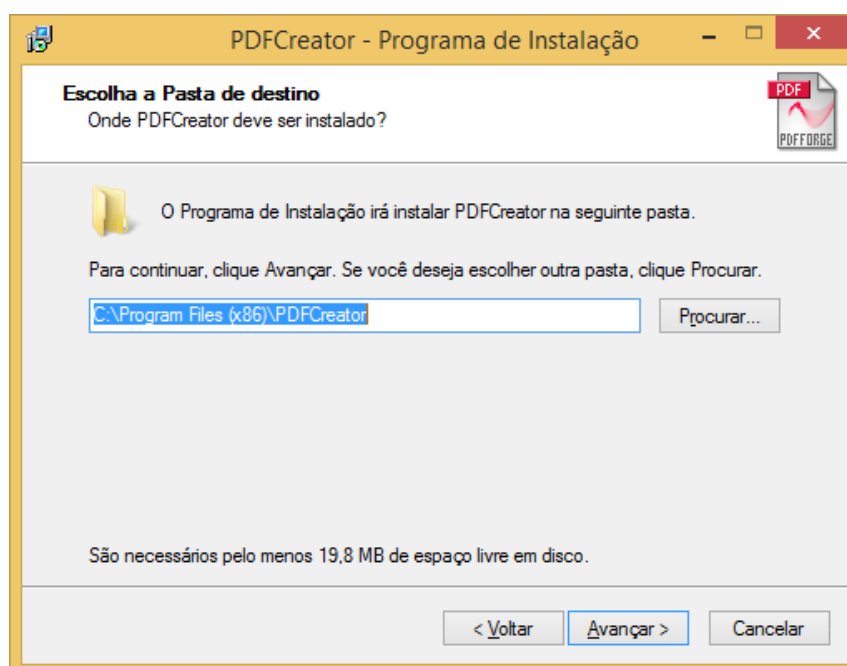 PDFCreator - Programa de Instalação
Escolha a Pasta de destino
Onde PDFCreator deve ser instalado?
PDF
PDFFORGE
O Programa de Instalação irá instalar PDFCreator na seguinte pasta.
Para continuar, clique Avançar. Se você deseja escolher outra pasta, clique Procurar.
C:\Program Files (x86)\PDFCreator
Procurar...
São necessários pelo menos 19,8 MB de espaço livre em disco.
< Voltar
Avançar >
Cancelar